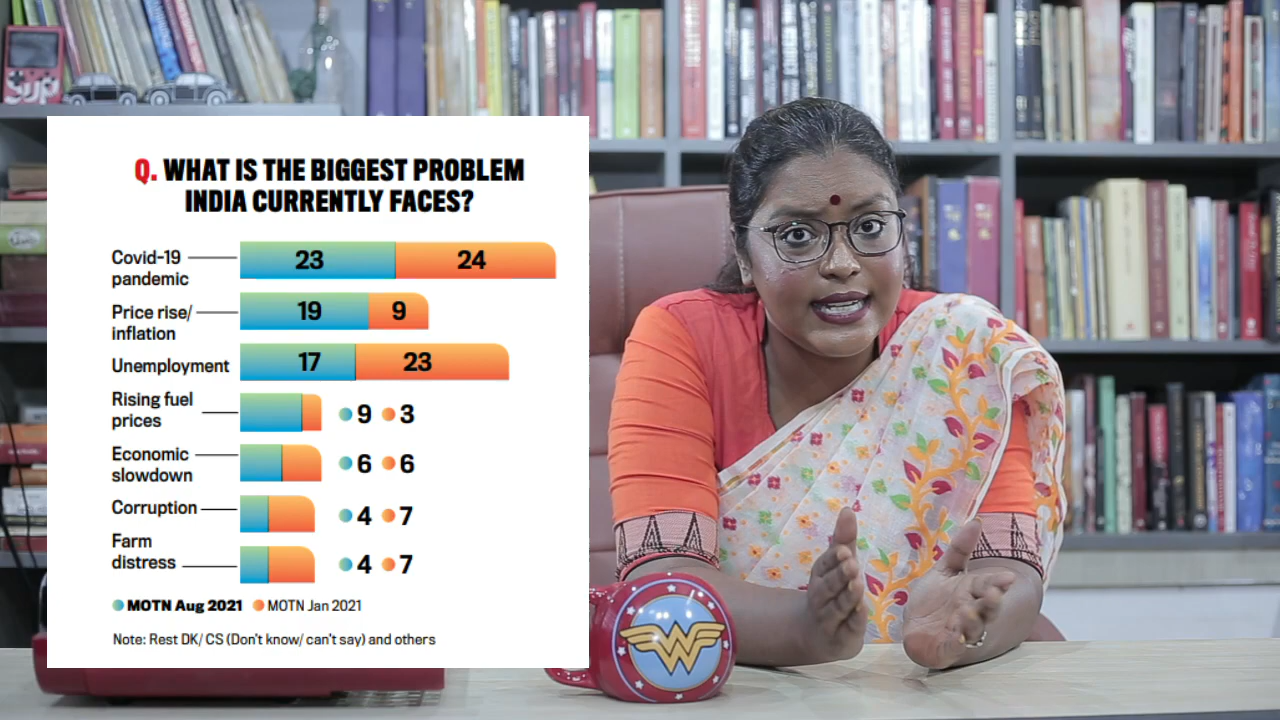 Q. WHAT IS THE BIGGEST PROBLEM
INDIA CURRENTLY FACES?
Covid-19
pandemic
23
24
Price rise/
inflation
19
9
Unemployment
17
23
Rising fuel
prices
9 3
Economic
slowdown
6 6
Corruption
4 7
Farm
distress
4 7
MOTN Aug 2021 MOTN Jan 2021
Note: Rest DK/ CS (Don't know/ can't say) and others
SUP
W